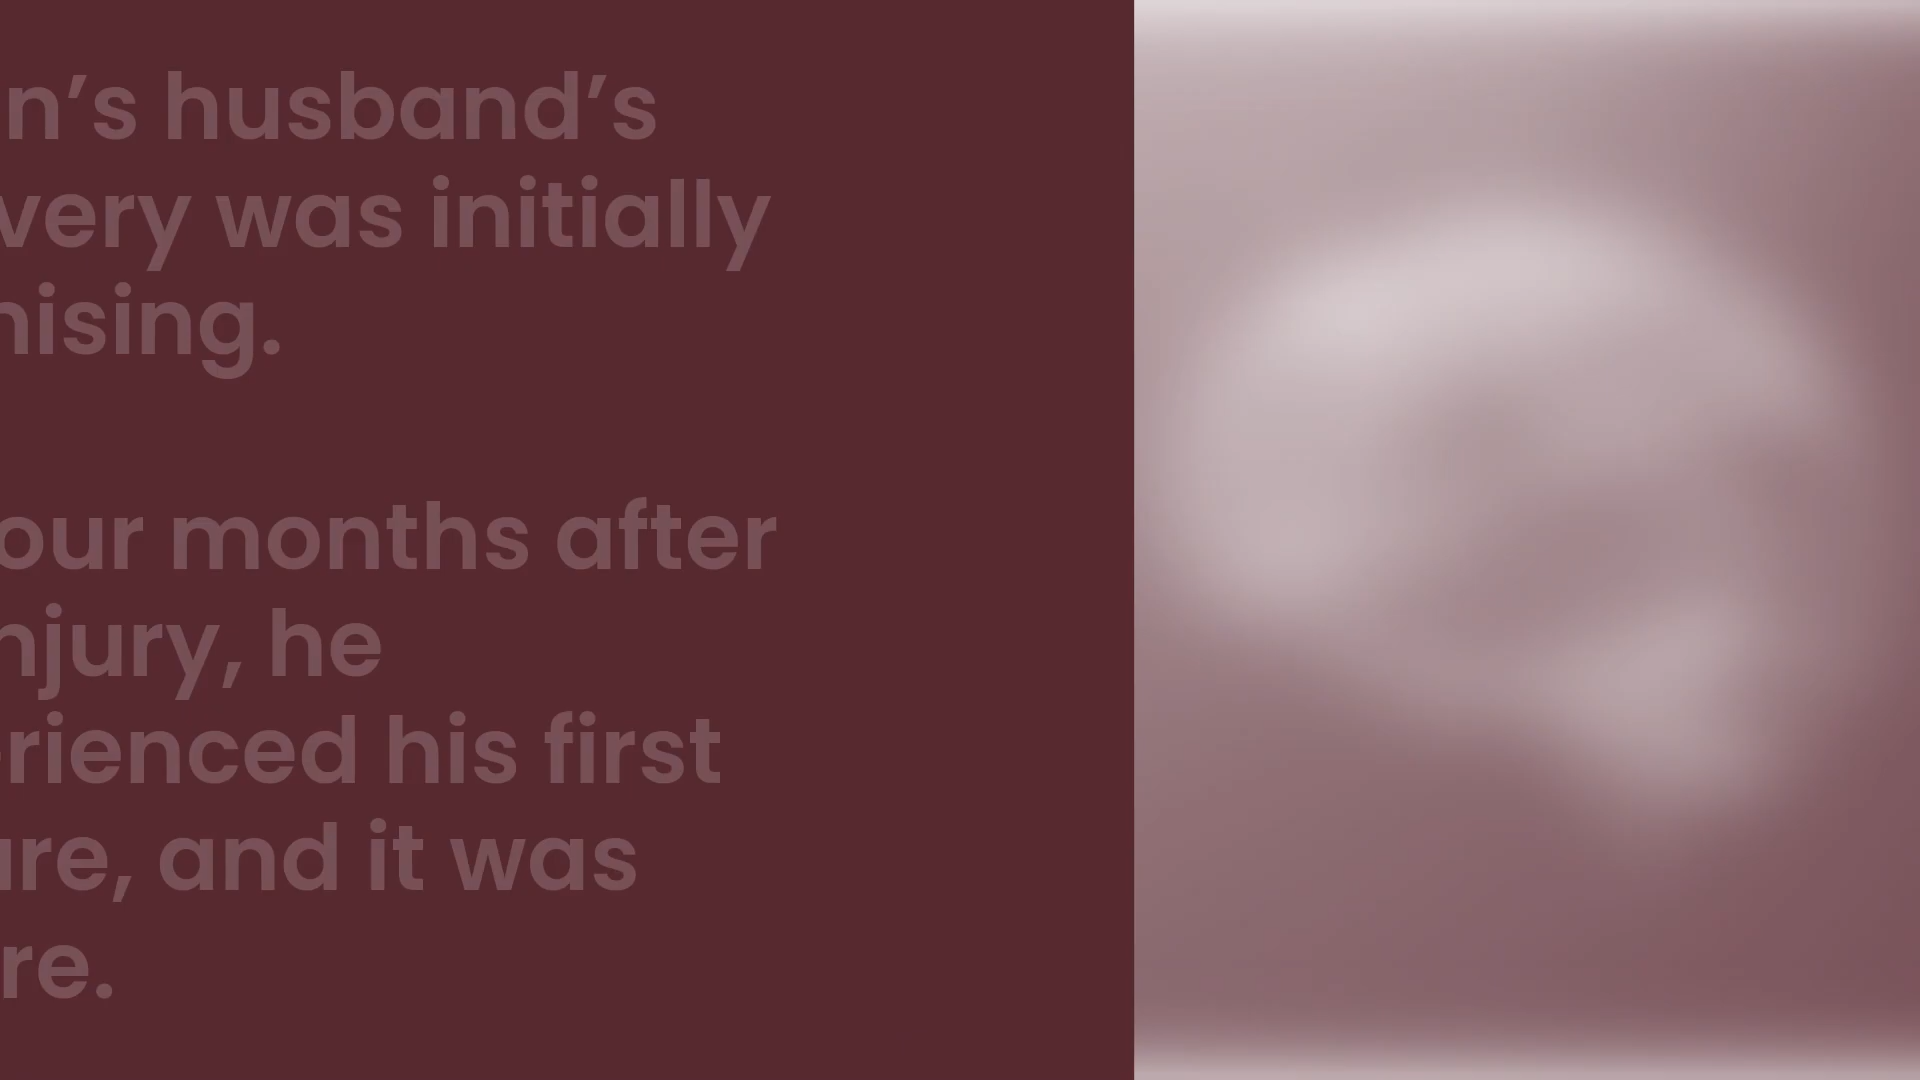 n’s husband’s
very was initially
nising.
our months after
njury, he
erienced his first
ure, and it was
re.